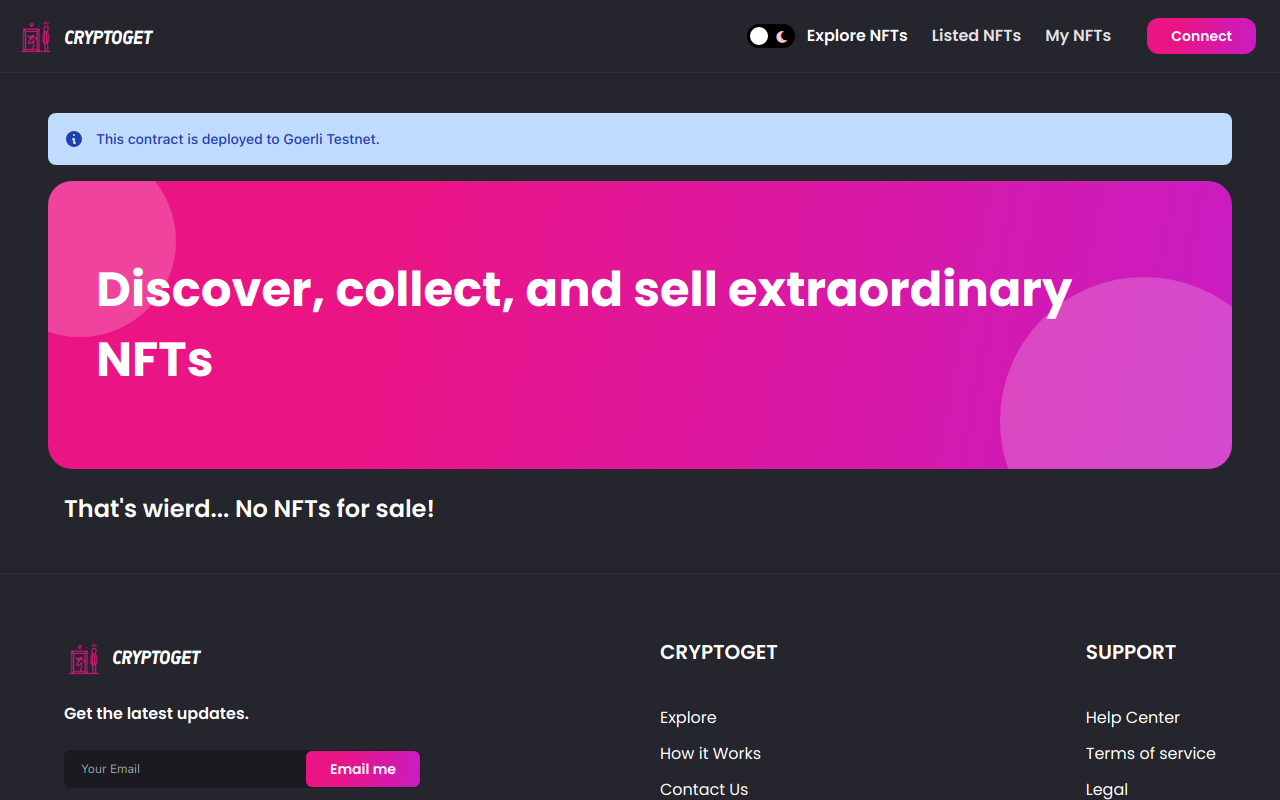 CRYPTOGET
Explore NFTs
Listed NFTs
My NFTs
Connect
This contract is deployed to Goerli Testnet.
Discover, collect, and sell extraordinary
NFTs
That's wierd... No NFTs for sale!
CRYPTOGET
Get the latest updates.
Your Email
Email me
CRYPTOGET
Explore
How it Works
Contact Us
SUPPORT
Help Center
Terms of service
Legal